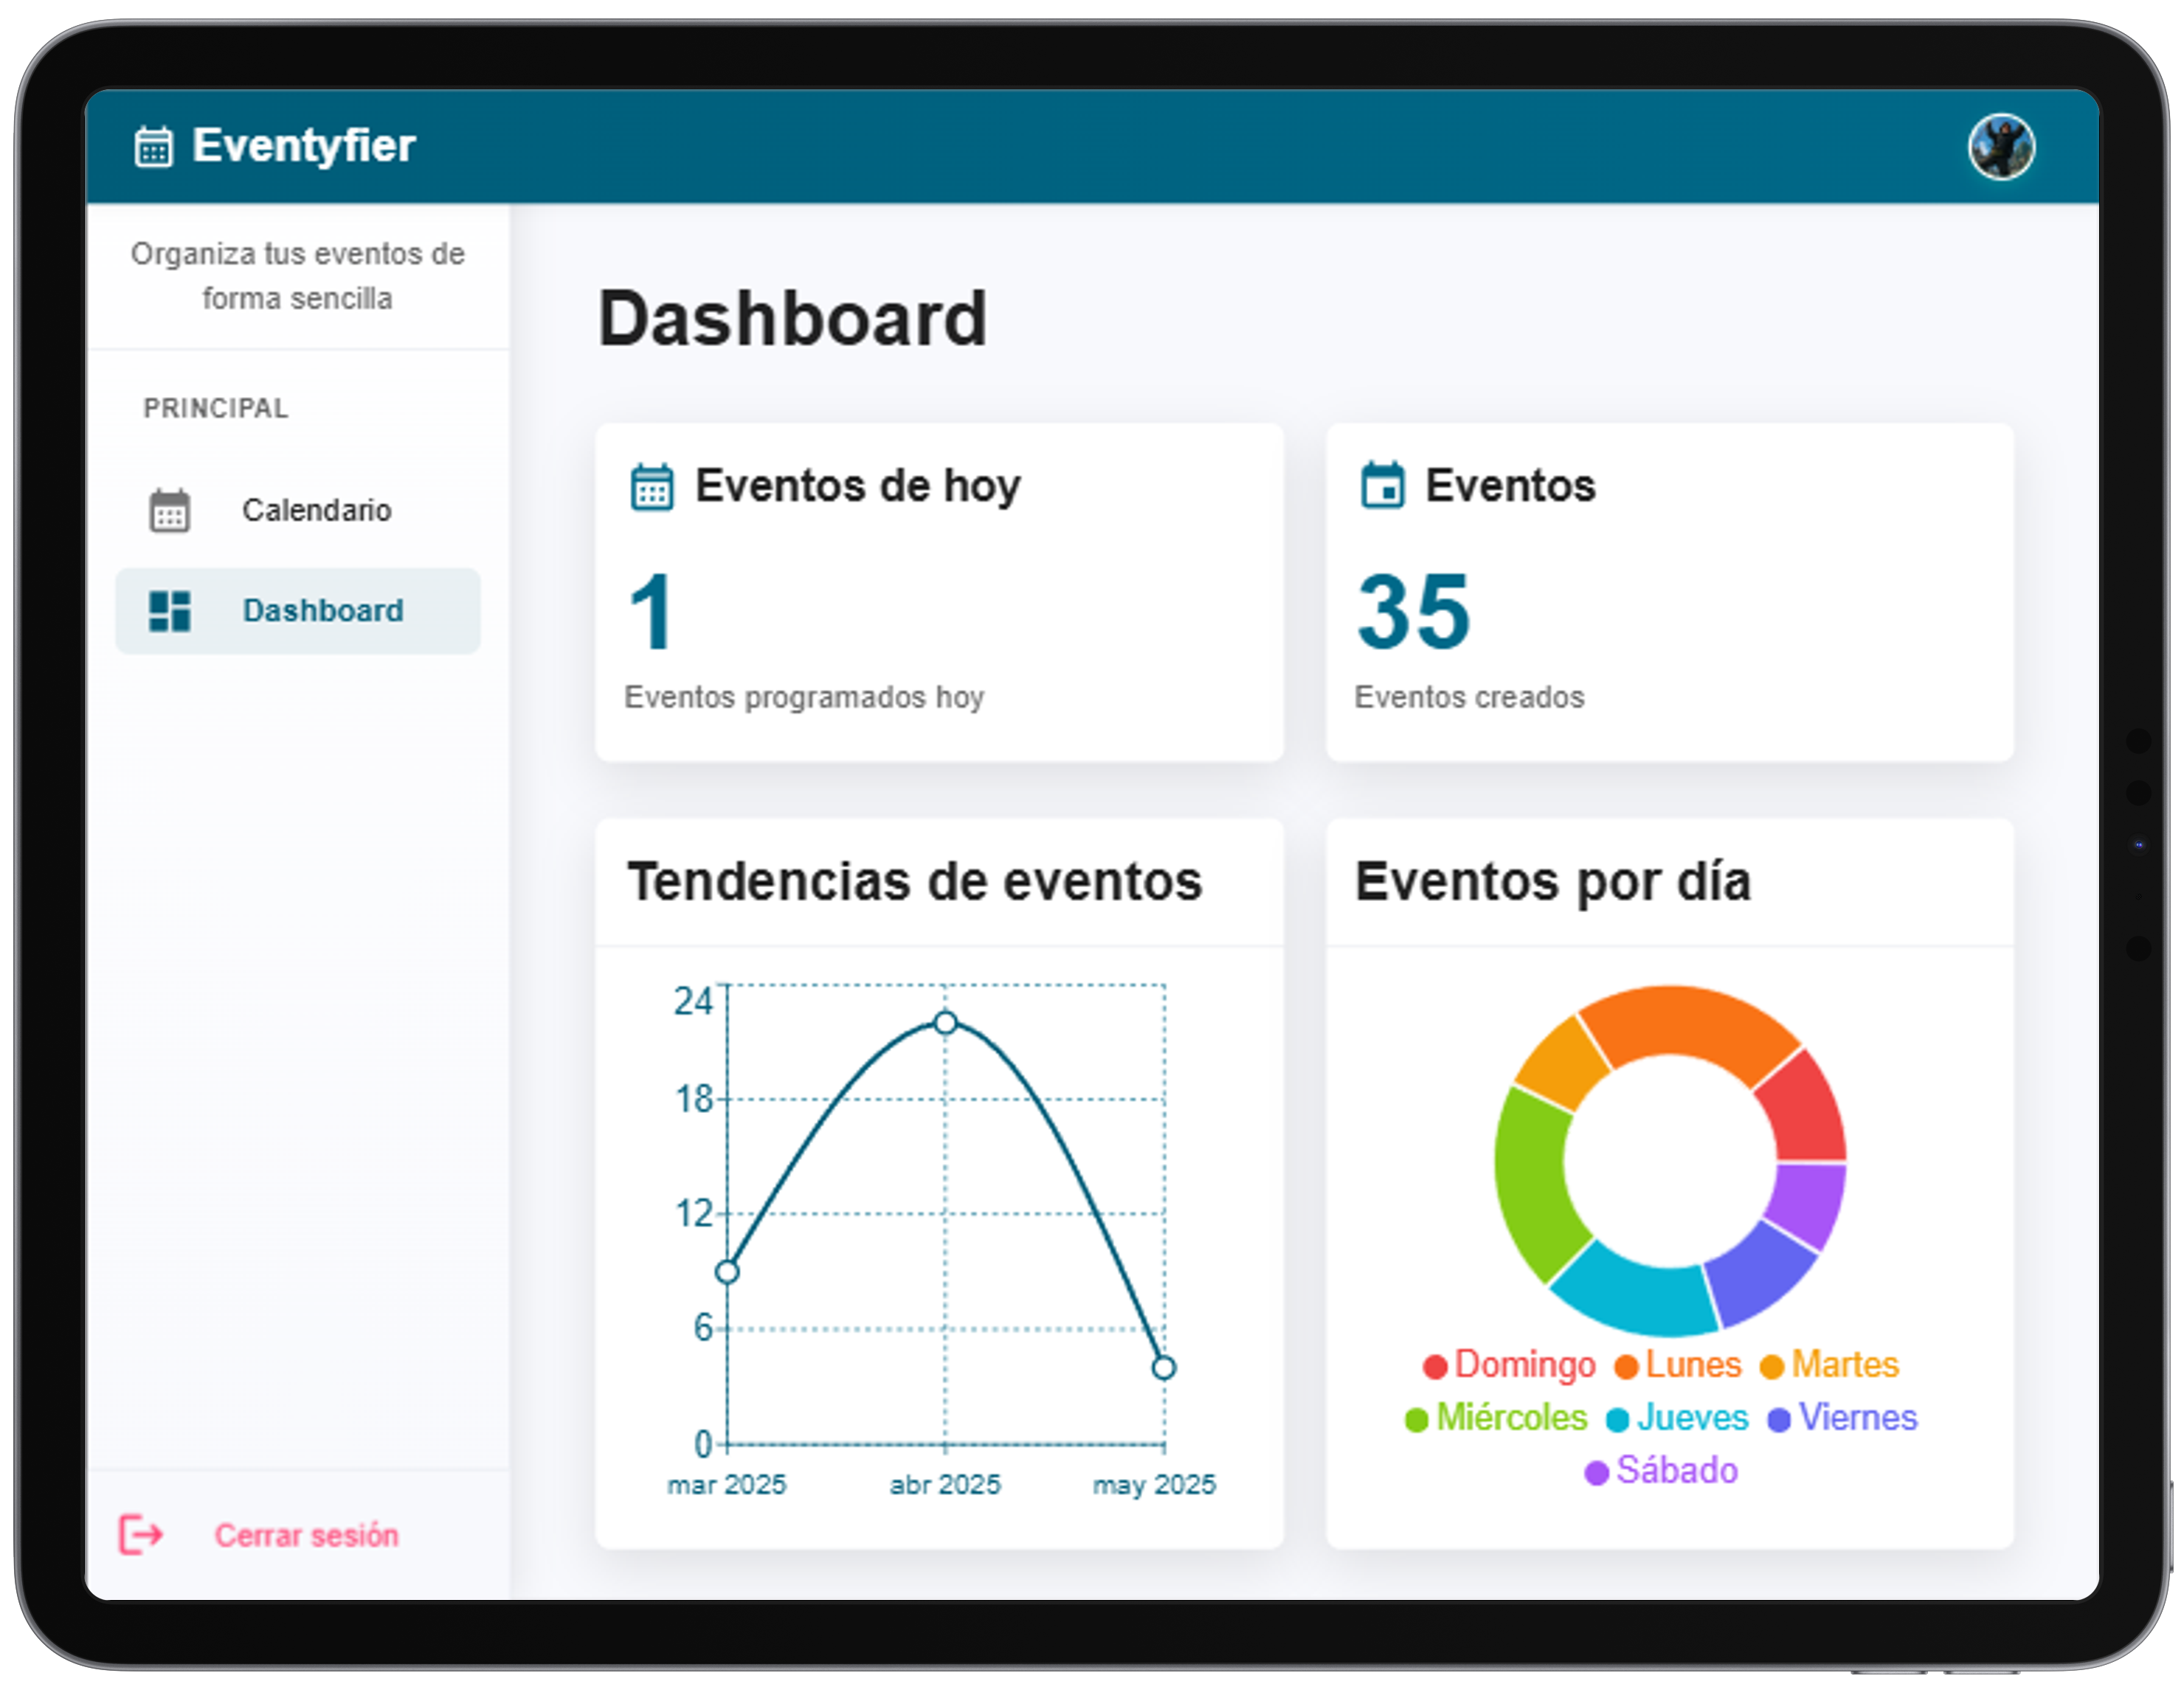 Eventyfier
Organiza tus eventos de
forma sencilla
PRINCIPAL
Calendario
Dashboard
Cerrar sesión
Dashboard
Eventos de hoy
1
Eventos programados hoy
Eventos
35
Eventos creados
Tendencias de eventos
24
18
12
6
0
mar 2025 abr 2025 may 2025
Eventos por día
Domingo Lunes Martes
Miércoles Jueves Viernes
Sábado